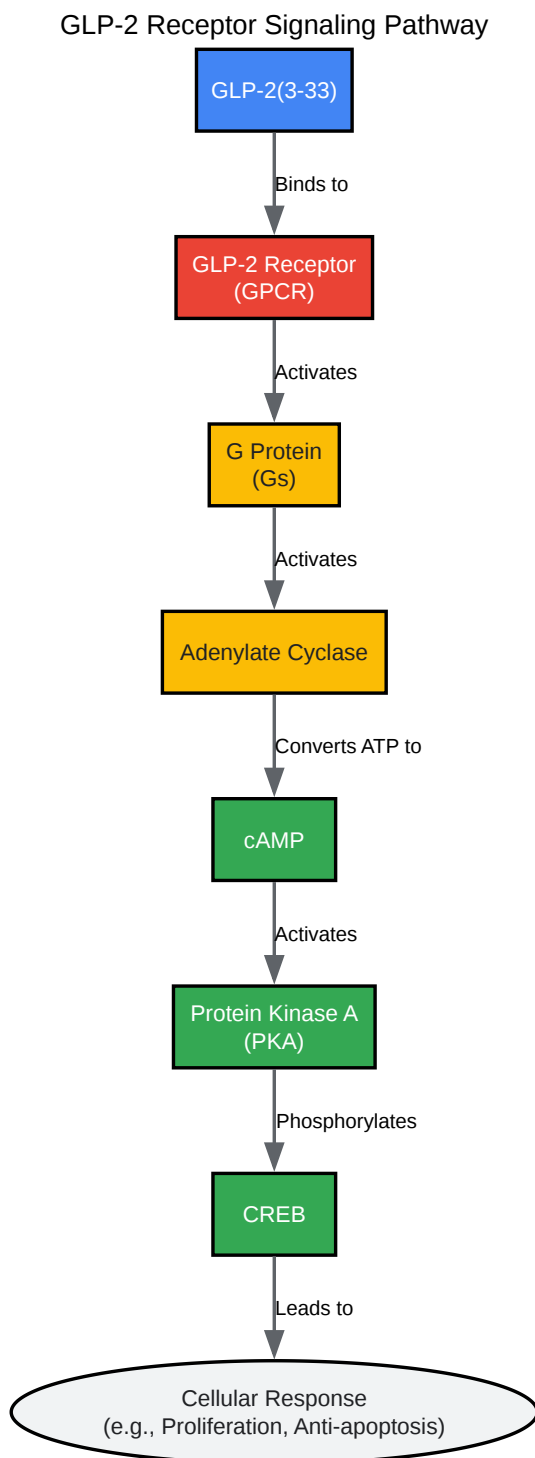 GLP-2 Receptor Signaling Pathway
GLP-2(3-33)
Binds to
GLP-2 Receptor
(GPCR)
Activates
G Protein
(Gs)
Activates
Adenylate Cyclase
Converts ATP to
cAMP
Activates
Protein Kinase A
(PKA)
Phosphorylates
CREB
Leads to
Cellular Response
(e.g., Proliferation, Anti-apoptosis)